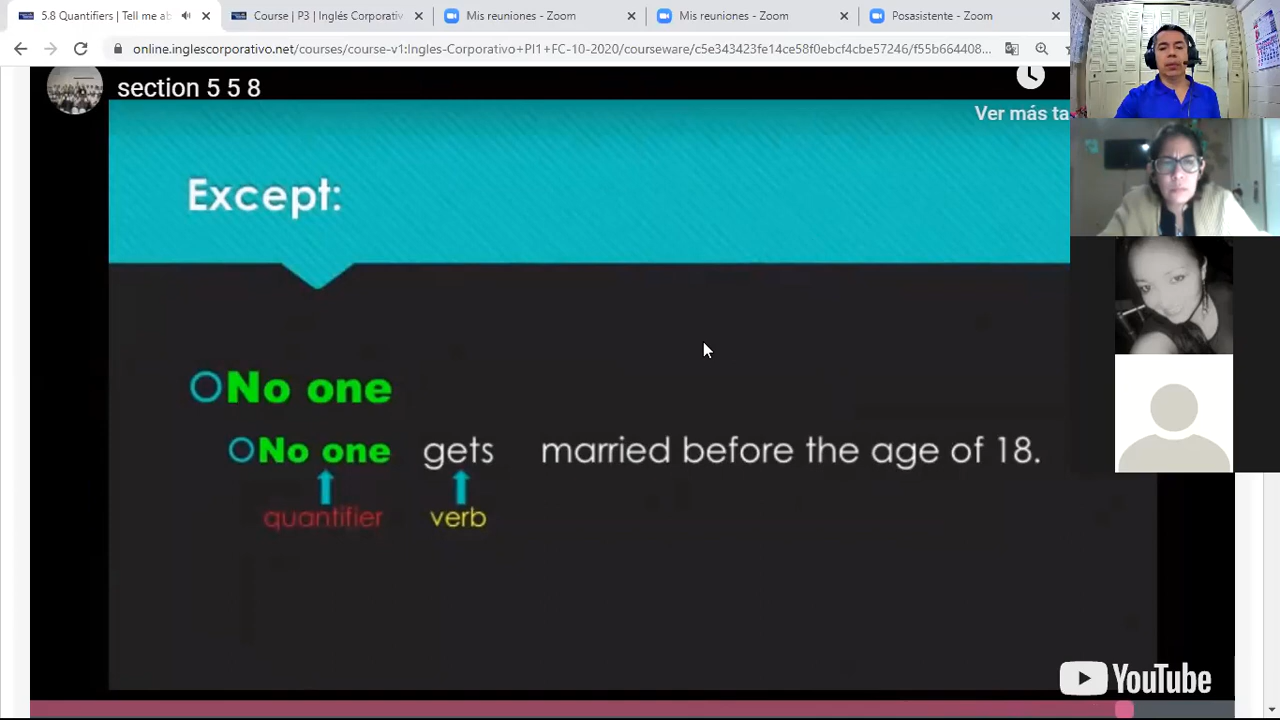 5.8 Quantifiers | Tell me ab
Course | P3 | Inglés Corporativ
Mis reuniones - Zoom
Mis reuniones - Zoom
Posasistente - Zoom
online.inglescorporativo.net/courses/course-v1:Ingles-Corporativo+PI1+FC-10-2020/courseware/c5e343423fe14ce58f0ebcf4cbe57246/f55b664408...
section 5 5 8
Ver más ta
Except:
No one
No one gets married before the age of 18.
quantifier verb
YouTube